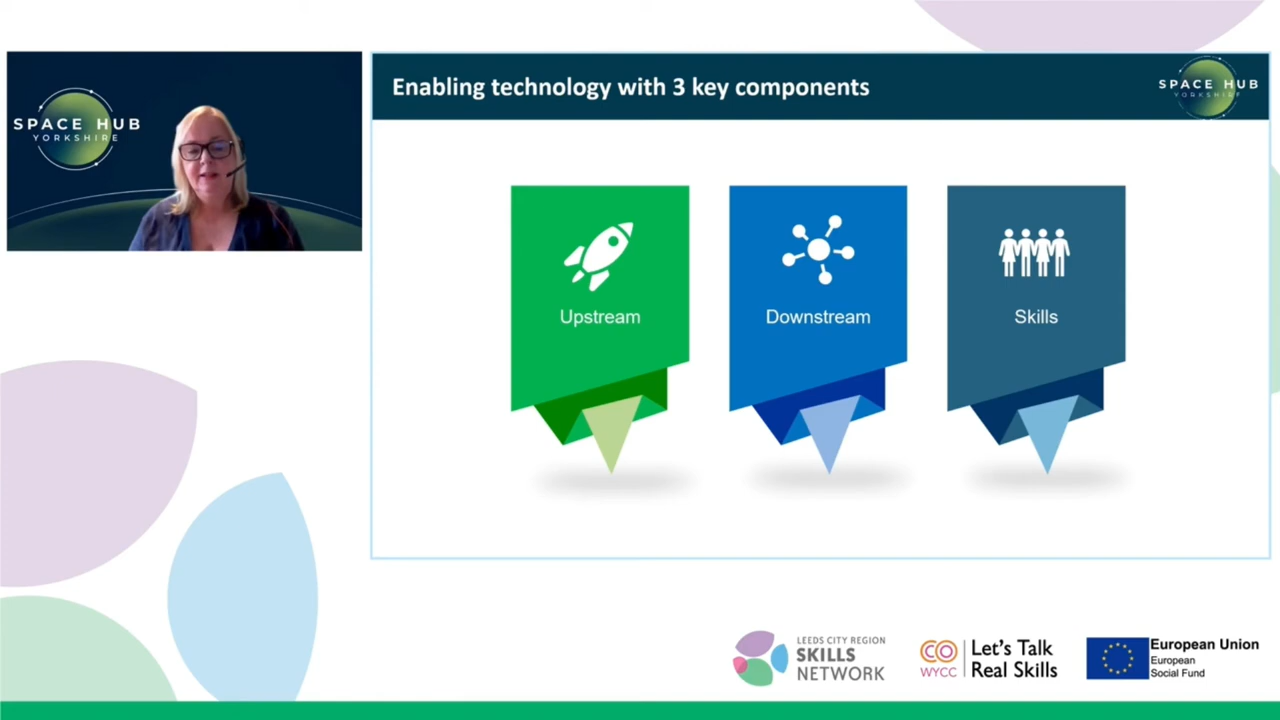 SPACE HUB
YORKSHIRE
Enabling technology with 3 key components
SPACE HUB
YORKSHIRE
Upstream
Downstream
Skills
LEEDS CITY REGION
SKILLS
NETWORK
CO
WYCC
Let's Talk
Real Skills
European Union
European
Social Fund